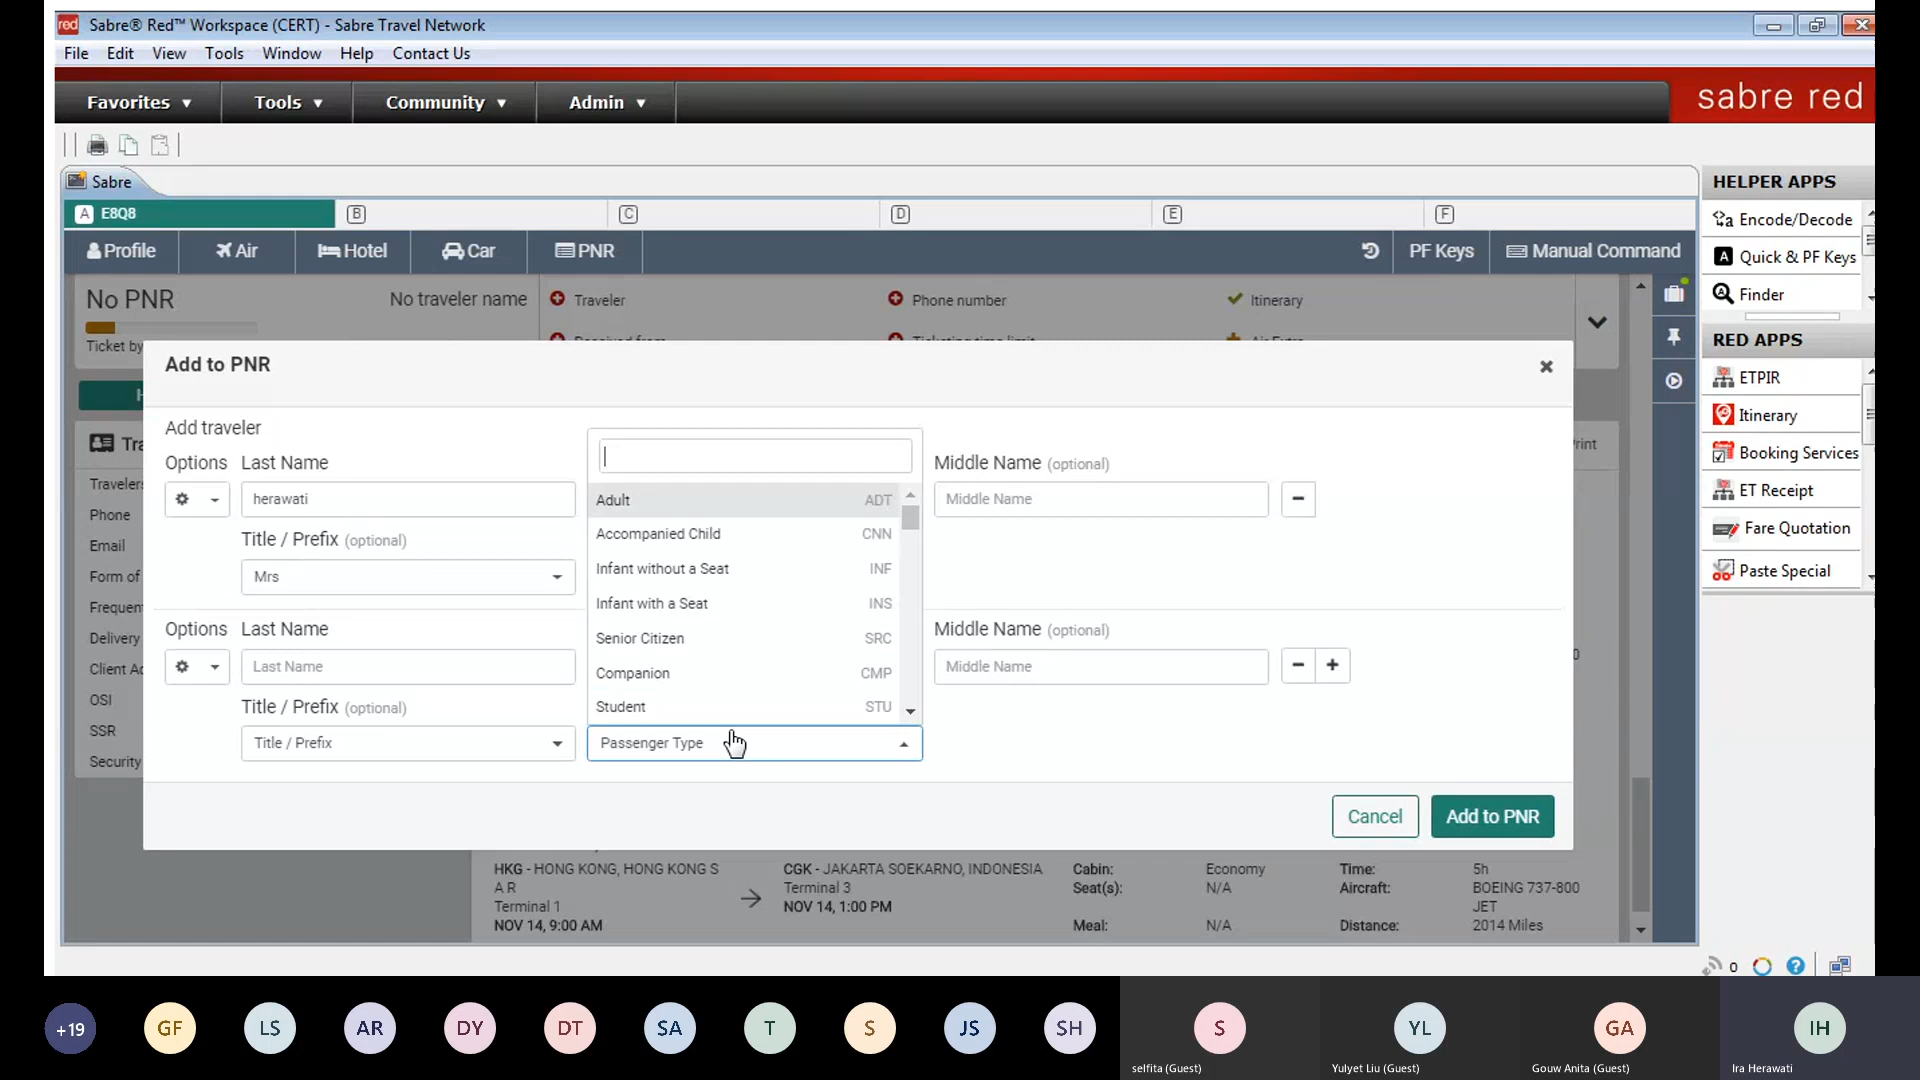 red Sabre® Red™ Workspace (CERT) - Sabre Travel Network
File Edit View Tools Window Help Contact Us
Favorites ▼ Tools ▼ Community ▼ Admin ▼ sabre red
Sabre
A E8Q8 B C D E F
Profile Air Hotel Car PNR PF Keys Manual Command
No PNR No traveler name Traveler Phone number Itinerary
Ticket by
Add to PNR
Add traveler
Options Last Name Middle Name (optional)
herawati Middle Name
Title / Prefix (optional)
Mrs
Adult ADT
Accompanied Child CNN
Infant without a Seat INF
Infant with a Seat INS
Senior Citizen SRC
Companion CMP
Student STU
Options Last Name Middle Name (optional)
Last Name Middle Name
Title / Prefix (optional)
Title / Prefix Passenger Type
Cancel Add to PNR
Phone
Email
Form of
Delivery
OSI
SSR
Security
HKG - HONG KONG, HONG KONG S
A R
Terminal 1
NOV 14, 9:00 AM
CGK - JAKARTA SOEKARNO, INDONESIA
Terminal 3
NOV 14, 1:00 PM
Cabin: Economy
Seat(s): N/A
Meal: N/A
Time: 5h
Aircraft: BOEING 737-800
JET
Distance: 2014 Miles
HELPER APPS
Encode/Decode
A Quick & PF Keys
Finder
RED APPS
ETPIR
Itinerary
Booking Services
ET Receipt
Fare Quotation
Paste Special
0
+19 GF LS AR DY DT SA T S JS SH S YL GA IH
selfita (Guest) Yulyet Liu (Guest) Gouw Anita (Guest) Ira Herawati